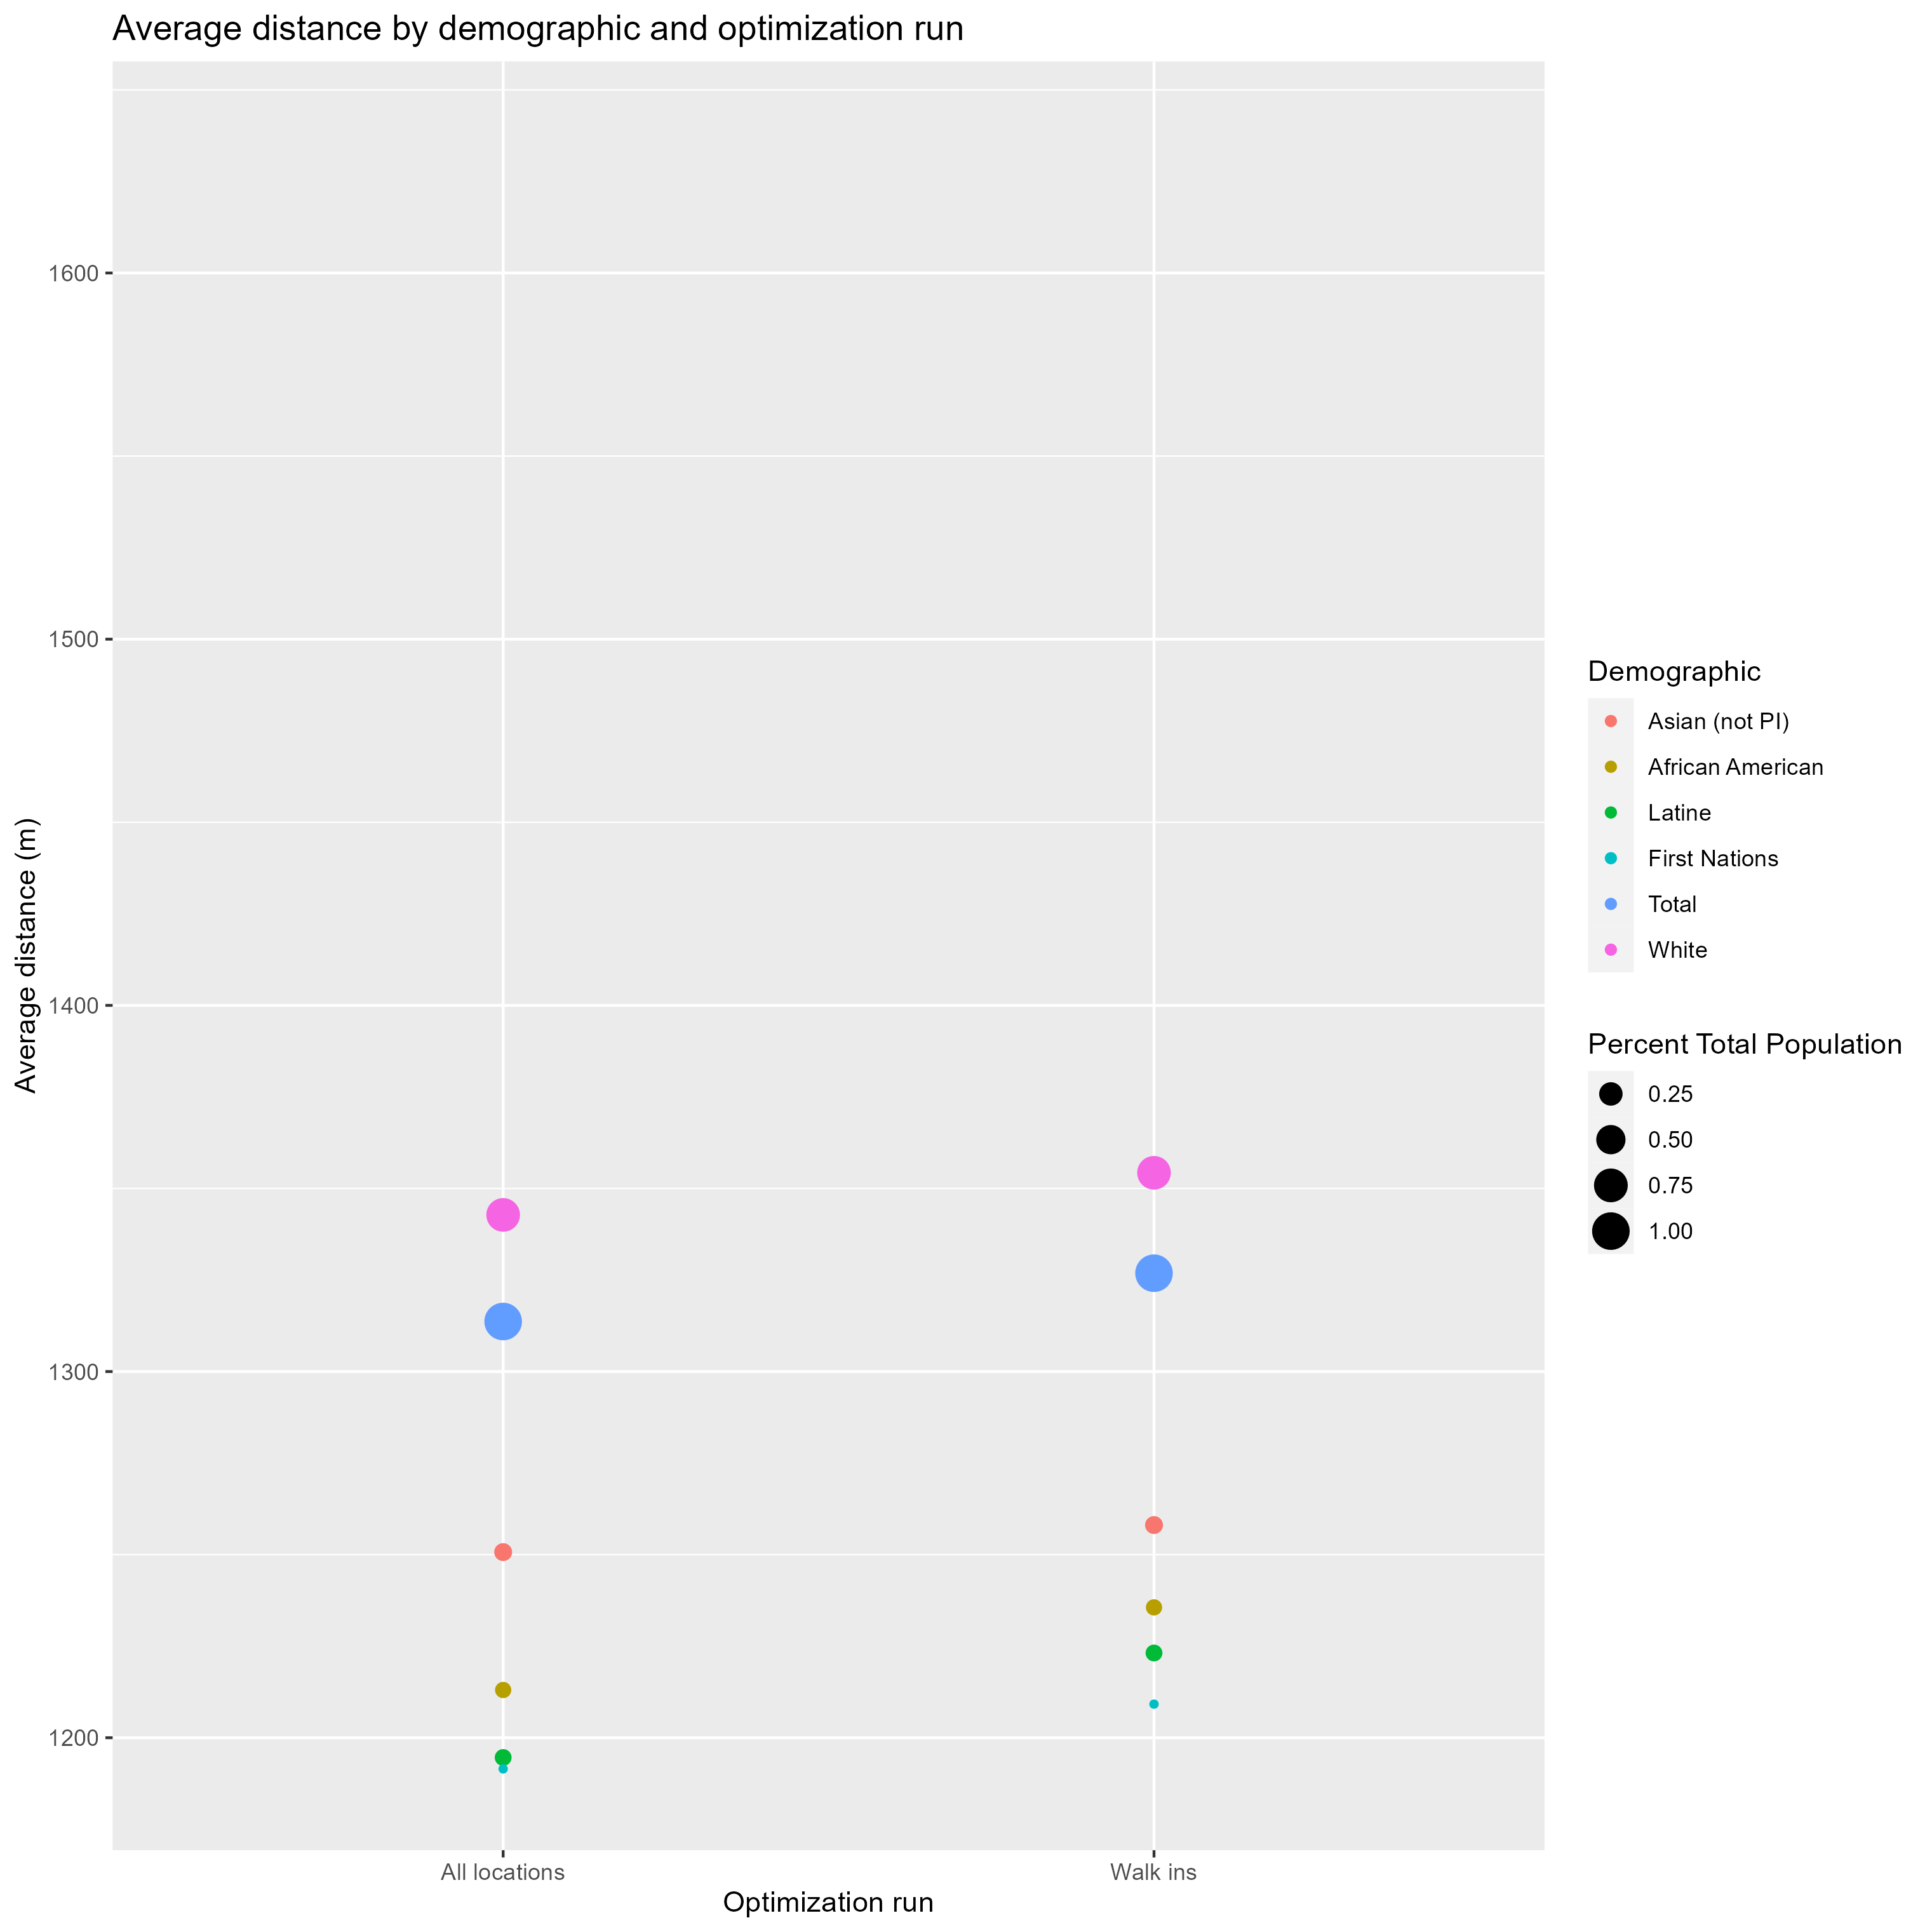 Average distance by demographic and optimization run
Average distance (m)
1600
1500
1400
1300
1200
All locations
Walk ins
Optimization run
Demographic
Asian (not PI)
African American
Latine
First Nations
Total
White
Percent Total Population
0.25
0.50
0.75
1.00